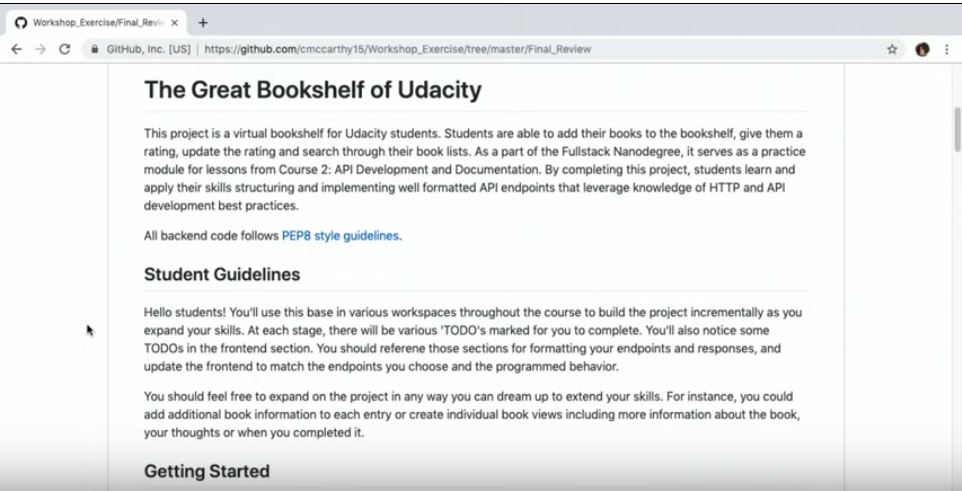 Workshop_Exercise/Final_Revie
GitHub, Inc. [US] | https://github.com/cmccarthy15/Workshop_Exercise/tree/master/Final_Review
The Great Bookshelf of Udacity
This project is a virtual bookshelf for Udacity students. Students are able to add their books to the bookshelf, give them a
rating, update the rating and search through their book lists. As a part of the Fullstack Nanodegree, it serves as a practice
module for lessons from Course 2: API Development and Documentation. By completing this project, students learn and
apply their skills structuring and implementing well formatted API endpoints that leverage knowledge of HTTP and API
development best practices.
All backend code follows PEP8 style guidelines.
Student Guidelines
Hello students! You'll use this base in various workspaces throughout the course to build the project incrementally as you
expand your skills. At each stage, there will be various 'TODO's marked for you to complete. You'll also notice some
TODOs in the frontend section. You should referene those sections for formatting your endpoints and responses, and
update the frontend to match the endpoints you choose and the programmed behavior.
You should feel free to expand on the project in any way you can dream up to extend your skills. For instance, you could
add additional book information to each entry or create individual book views including more information about the book,
your thoughts or when you completed it.
Getting Started